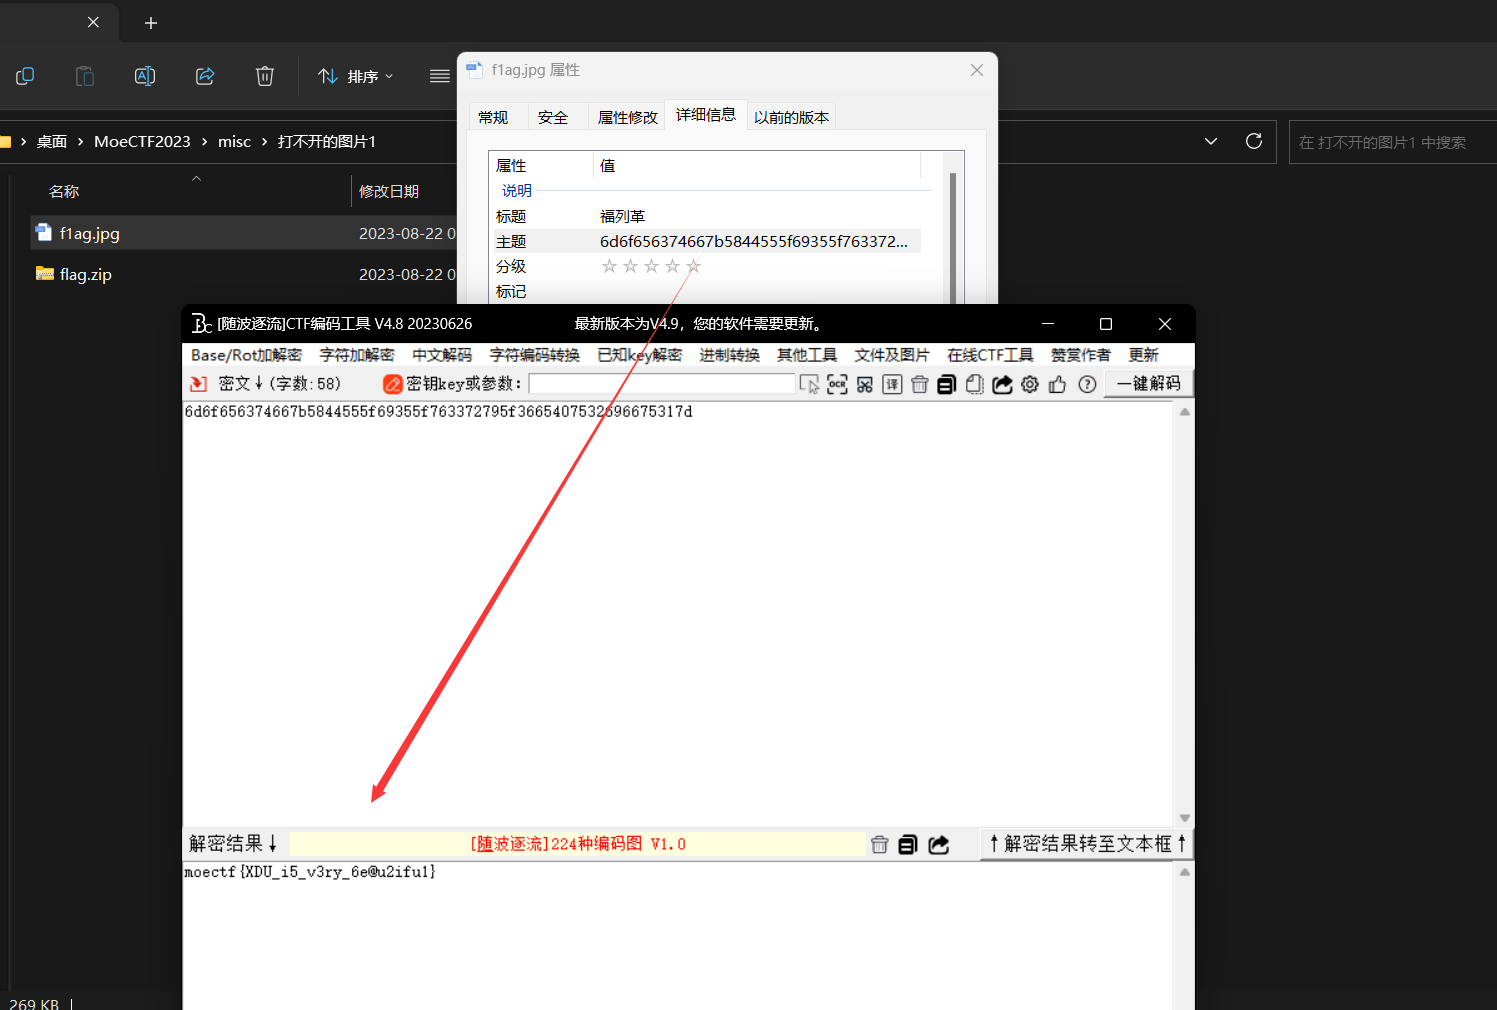 排序
f1ag.jpg 属性
常规 安全 属性修改 详细信息 以前的版本
桌面 MoeCTF2023 misc 打不开的图片1
在 打不开的图片1 中搜索
属性 值
说明
名称 修改日期
标题 福列革
f1ag.jpg 2023-08-22 0
主题 6d6f656374667b5844555f69355f763372...
分级
flag.zip 2023-08-22 0
标记
[随波逐流]CTF编码工具 V4.8 20230626 最新版本为V4.9，您的软件需要更新。
Base/Rot加解密 字符加解密 中文解码 字符编码转换 已知key解密 进制转换 其他工具 文件及图片 在线CTF工具 赞赏作者 更新
密文↓(字数:58) 密钥key或参数: OCR 译 一键解码
6d6f656374667b5844555f69355f763372795f3665407532696675317d
解密结果↓ [随波逐流]224种编码图 V1.0 ↑解密结果转至文本框↑
moectf{XDU_i5_v3ry_6e@u2ifu1}
269 KB